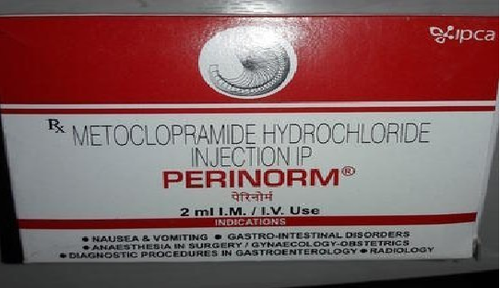 ipca
Rx METOCLOPRAMIDE HYDROCHLORIDE
INJECTION IP
PERINORM®
पेरिनोर्म
2 ml I.M. / I.V. Use
INDICATIONS
• NAUSEA & VOMITING • GASTRO-INTESTINAL DISORDERS
• ANAESTHESIA IN SURGERY / GYNAECOLOGY-OBSTETRICS
• DIAGNOSTIC PROCEDURES IN GASTROENTEROLOGY • RADIOLOGY